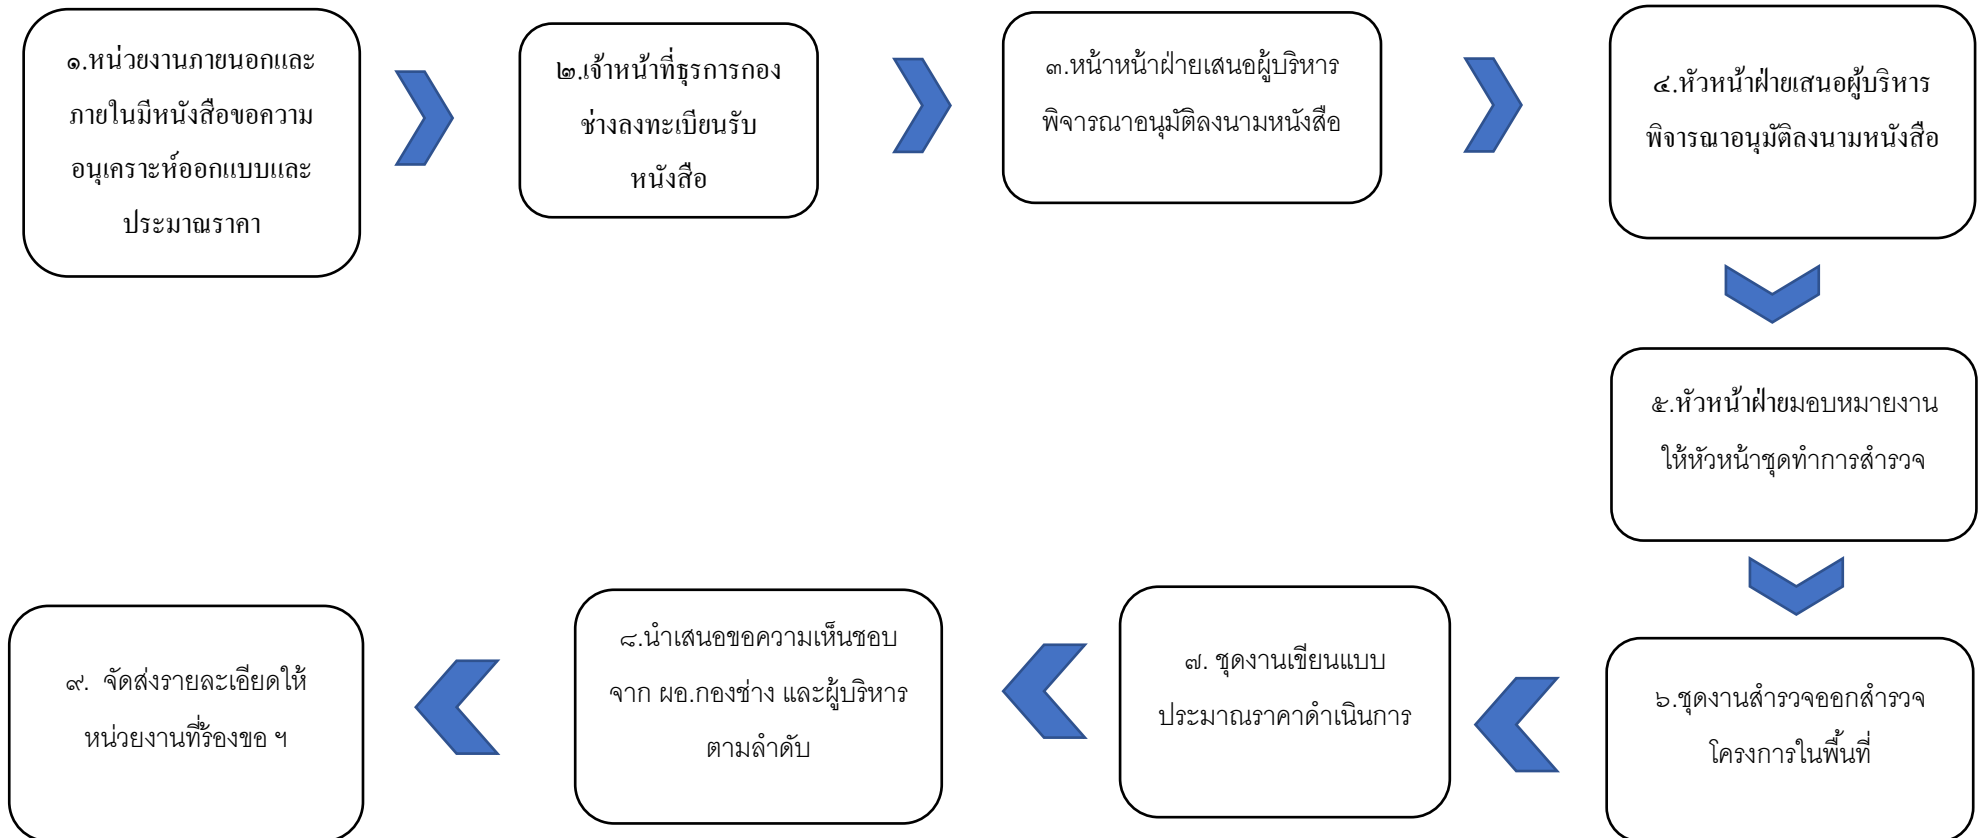 ๑.หน่วยงานภายนอกและ
ภายในมีหนังสือขอความ
อนุเคราะห์ออกแบบและ
ประมาณราคา
๒.เจ้าหน้าที่ธุรการกอง
ช่างลงทะเบียนรับ
หนังสือ
๓.หน้าหน้าฝ่ายเสนอผู้บริหาร
พิจารณาอนุมัติลงนามหนังสือ
๔.หัวหน้าฝ่ายเสนอผู้บริหาร
พิจารณาอนุมัติลงนามหนังสือ
๕.หัวหน้าฝ่ายมอบหมายงาน
ให้หัวหน้าชุดทำการสำรวจ
๖.ชุดงานสำรวจออกสำรวจ
โครงการในพื้นที่
๗. ชุดงานเขียนแบบ
ประมาณราคาดำเนินการ
๘.นำเสนอขอความเห็นชอบ
จาก ผอ.กองช่าง และผู้บริหาร
ตามลำดับ
๙. จัดส่งรายละเอียดให้
หน่วยงานที่ร้องขอ ฯ